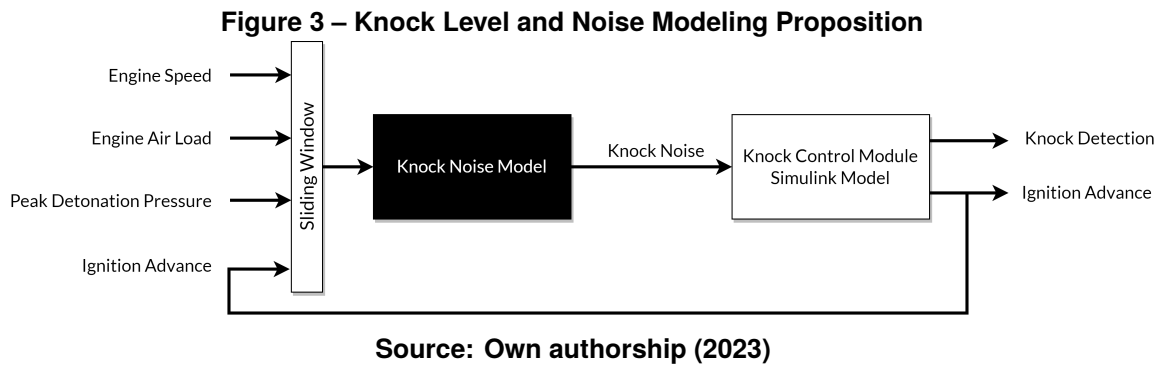 Figure 3 – Knock Level and Noise Modeling Proposition
Engine Speed
Engine Air Load
Peak Detonation Pressure
Ignition Advance
Sliding Window
Knock Noise Model
Knock Noise
Knock Control Module
Simulink Model
Knock Detection
Ignition Advance
Source: Own authorship (2023)